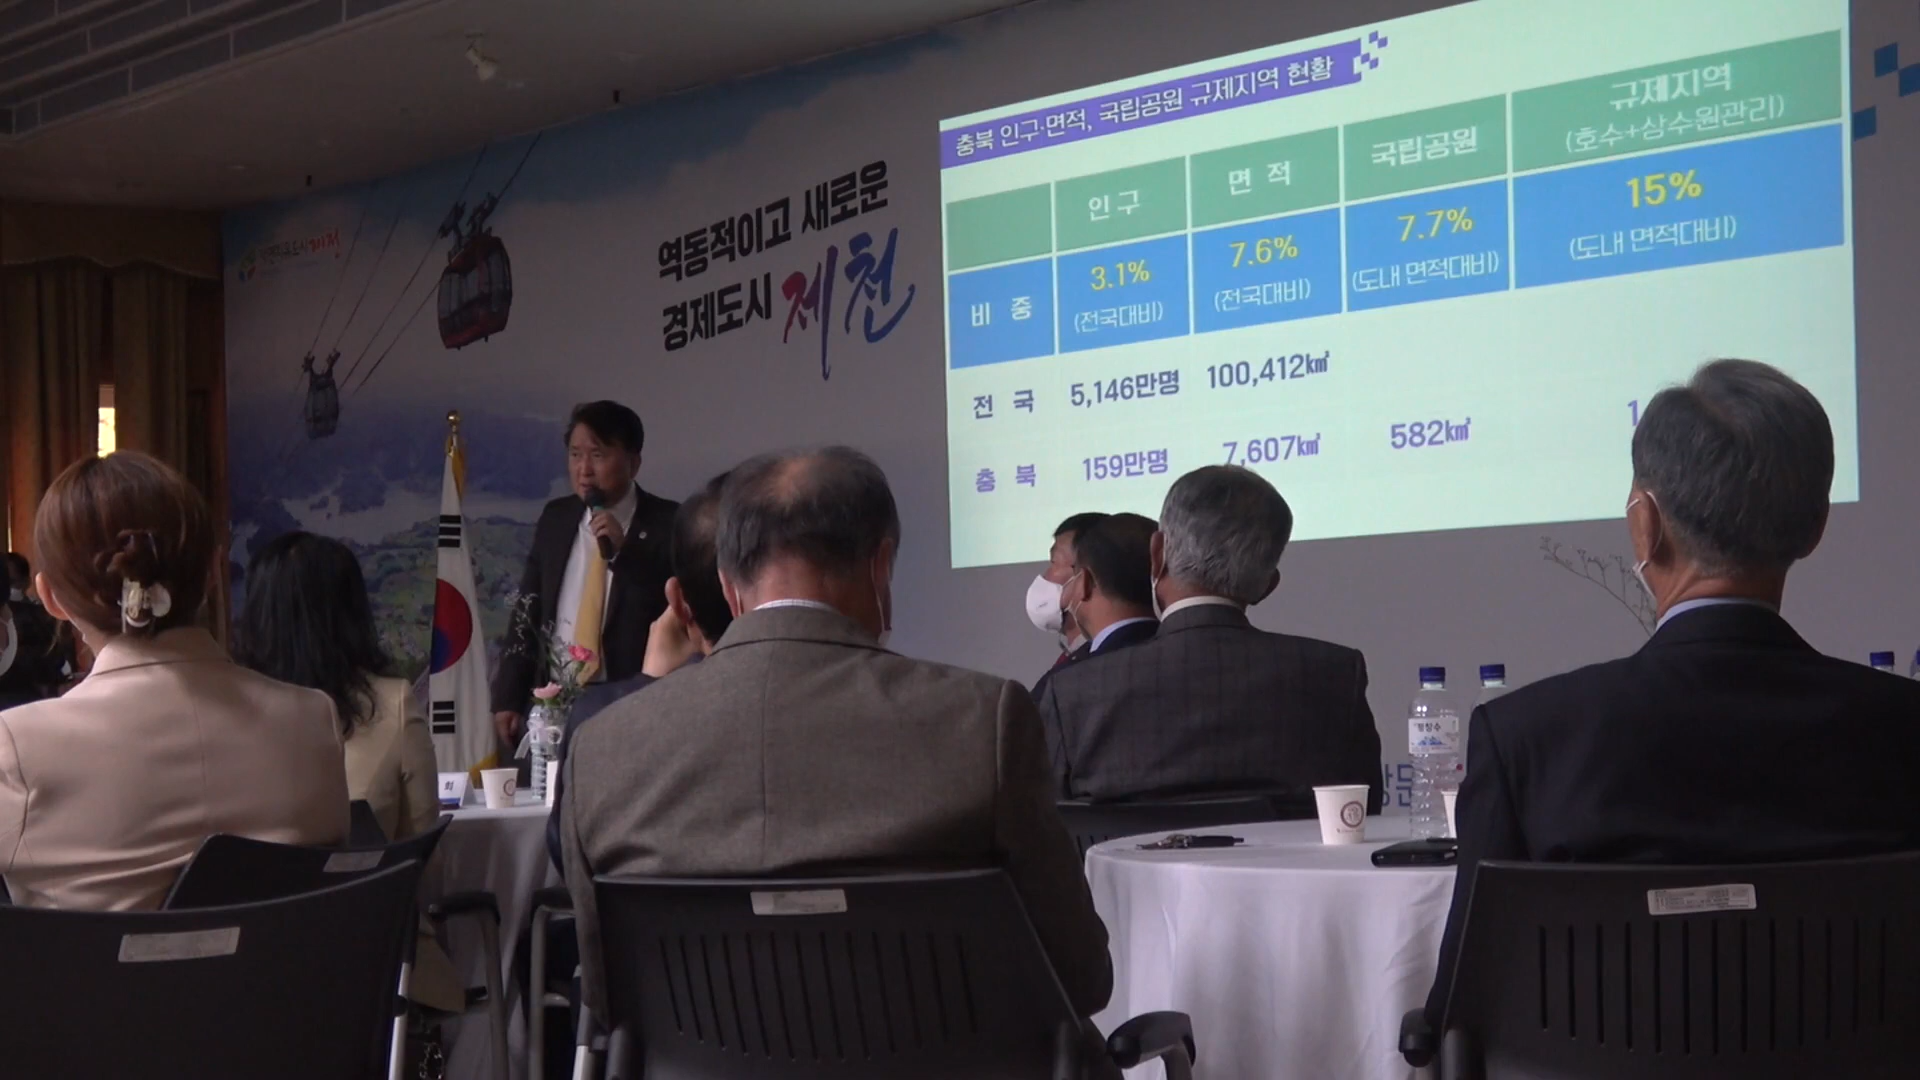 역동적이고 새로운
경제도시 제천
충북 인구·면적, 국립공원 규제지역 현황
인구 면적 국립공원 규제지역
(호수+상수원관리)
비중 3.1% 7.6% 7.7% 15%
(전국대비) (전국대비) (도내 면적대비) (도내 면적대비)
전국 5,146만명 100,412㎢
충북 159만명 7,607㎢ 582㎢ 1
회
방문